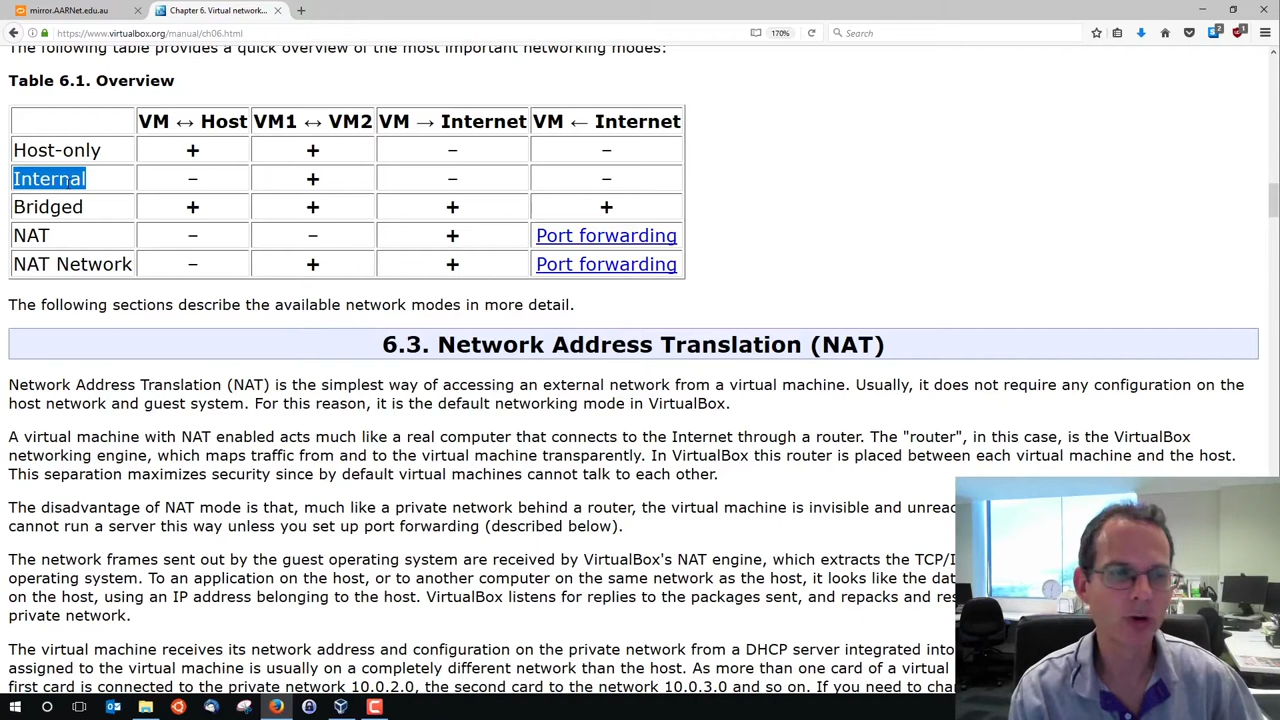 mirror.AARNet.edu.au
Chapter 6. Virtual network...
https://www.virtualbox.org/manual/ch06.html
170%
Search
2
The following table provides a quick overview of the most important networking modes:
Table 6.1. Overview
VM ↔ Host VM1 ↔ VM2 VM → Internet VM ← Internet
Host-only + + – –
Internal – + – –
Bridged + + + +
NAT – – + Port forwarding
NAT Network – + + Port forwarding
The following sections describe the available network modes in more detail.
6.3. Network Address Translation (NAT)
Network Address Translation (NAT) is the simplest way of accessing an external network from a virtual machine. Usually, it does not require any configuration on the
host network and guest system. For this reason, it is the default networking mode in VirtualBox.
A virtual machine with NAT enabled acts much like a real computer that connects to the Internet through a router. The "router", in this case, is the VirtualBox
networking engine, which maps traffic from and to the virtual machine transparently. In VirtualBox this router is placed between each virtual machine and the host.
This separation maximizes security since by default virtual machines cannot talk to each other.
The disadvantage of NAT mode is that, much like a private network behind a router, the virtual machine is invisible and unreac
cannot run a server this way unless you set up port forwarding (described below).
The network frames sent out by the guest operating system are received by VirtualBox's NAT engine, which extracts the TCP/I
operating system. To an application on the host, or to another computer on the same network as the host, it looks like the dat
on the host, using an IP address belonging to the host. VirtualBox listens for replies to the packages sent, and repacks and res
private network.
The virtual machine receives its network address and configuration on the private network from a DHCP server integrated into
assigned to the virtual machine is usually on a completely different network than the host. As more than one card of a virtual
first card is connected to the private network 10.0.2.0, the second card to the network 10.0.3.0 and so on. If you need to chan